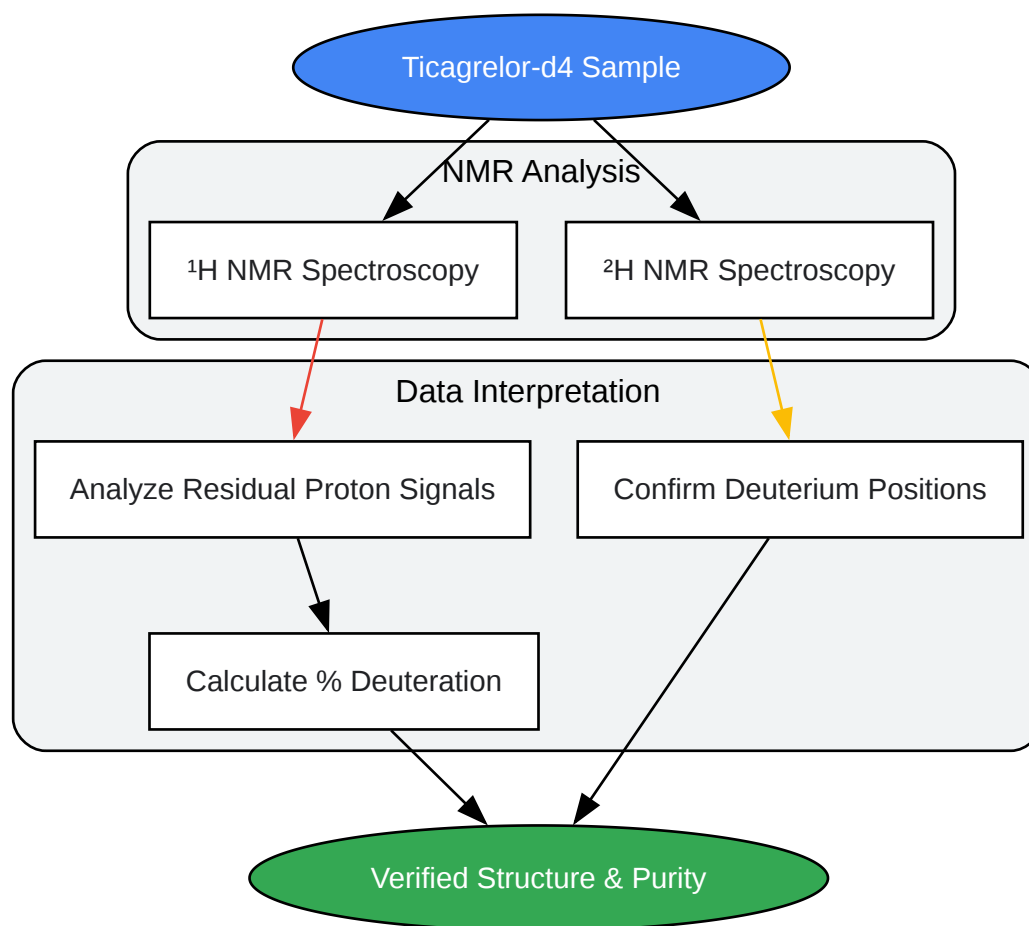 Ticagrelor-d4 Sample
NMR Analysis
¹H NMR Spectroscopy
²H NMR Spectroscopy
Data Interpretation
Analyze Residual Proton Signals
Confirm Deuterium Positions
Calculate % Deuteration
Verified Structure & Purity